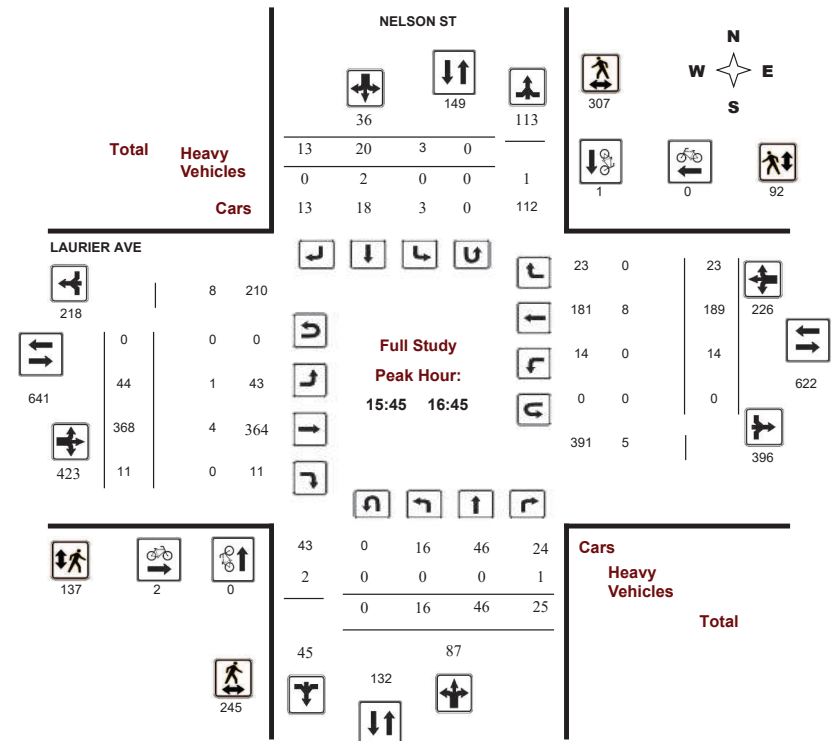 NELSON ST
N
W E
S
149
307
36 113
Total Heavy Vehicles
13 20 3 0
0 2 0 0 1
Cars 13 18 3 0 112
1 0 92
LAURIER AVE
218 8 210
23 0 23
181 8 189 226
0 0 0
Full Study
14 0 14
641 44 1 43
Peak Hour:
622
15:45 16:45
0 0 0
368 4 364
391 5 396
423 11 0 11
43 0 16 46 24 Cars
2 0 0 0 1 Heavy Vehicles
137 2 0
0 16 46 25 Total
45 87
132
245